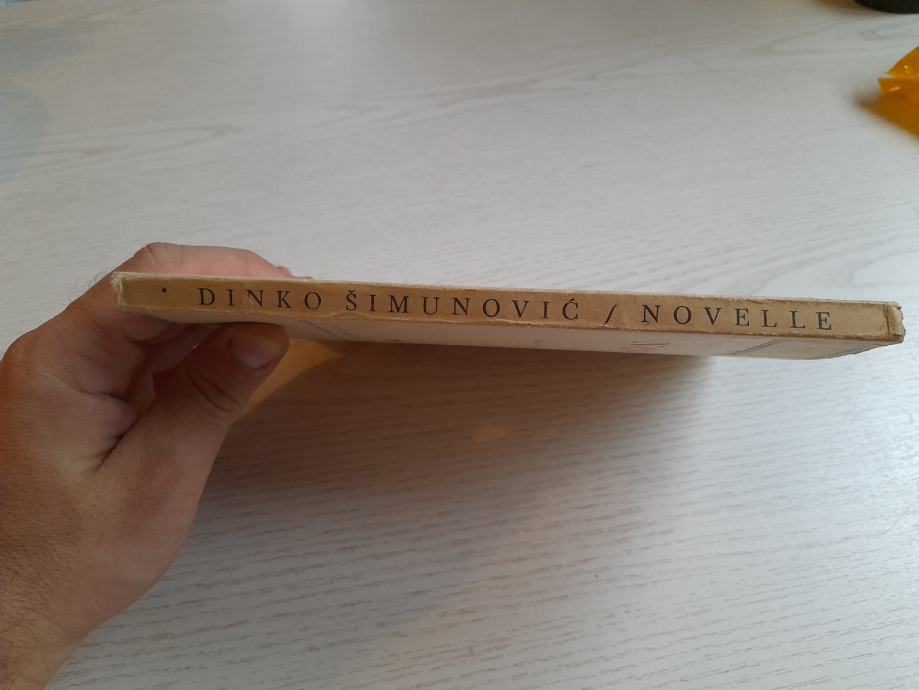 · DINKO ŠIMUNOVIĆ / NOVELLE